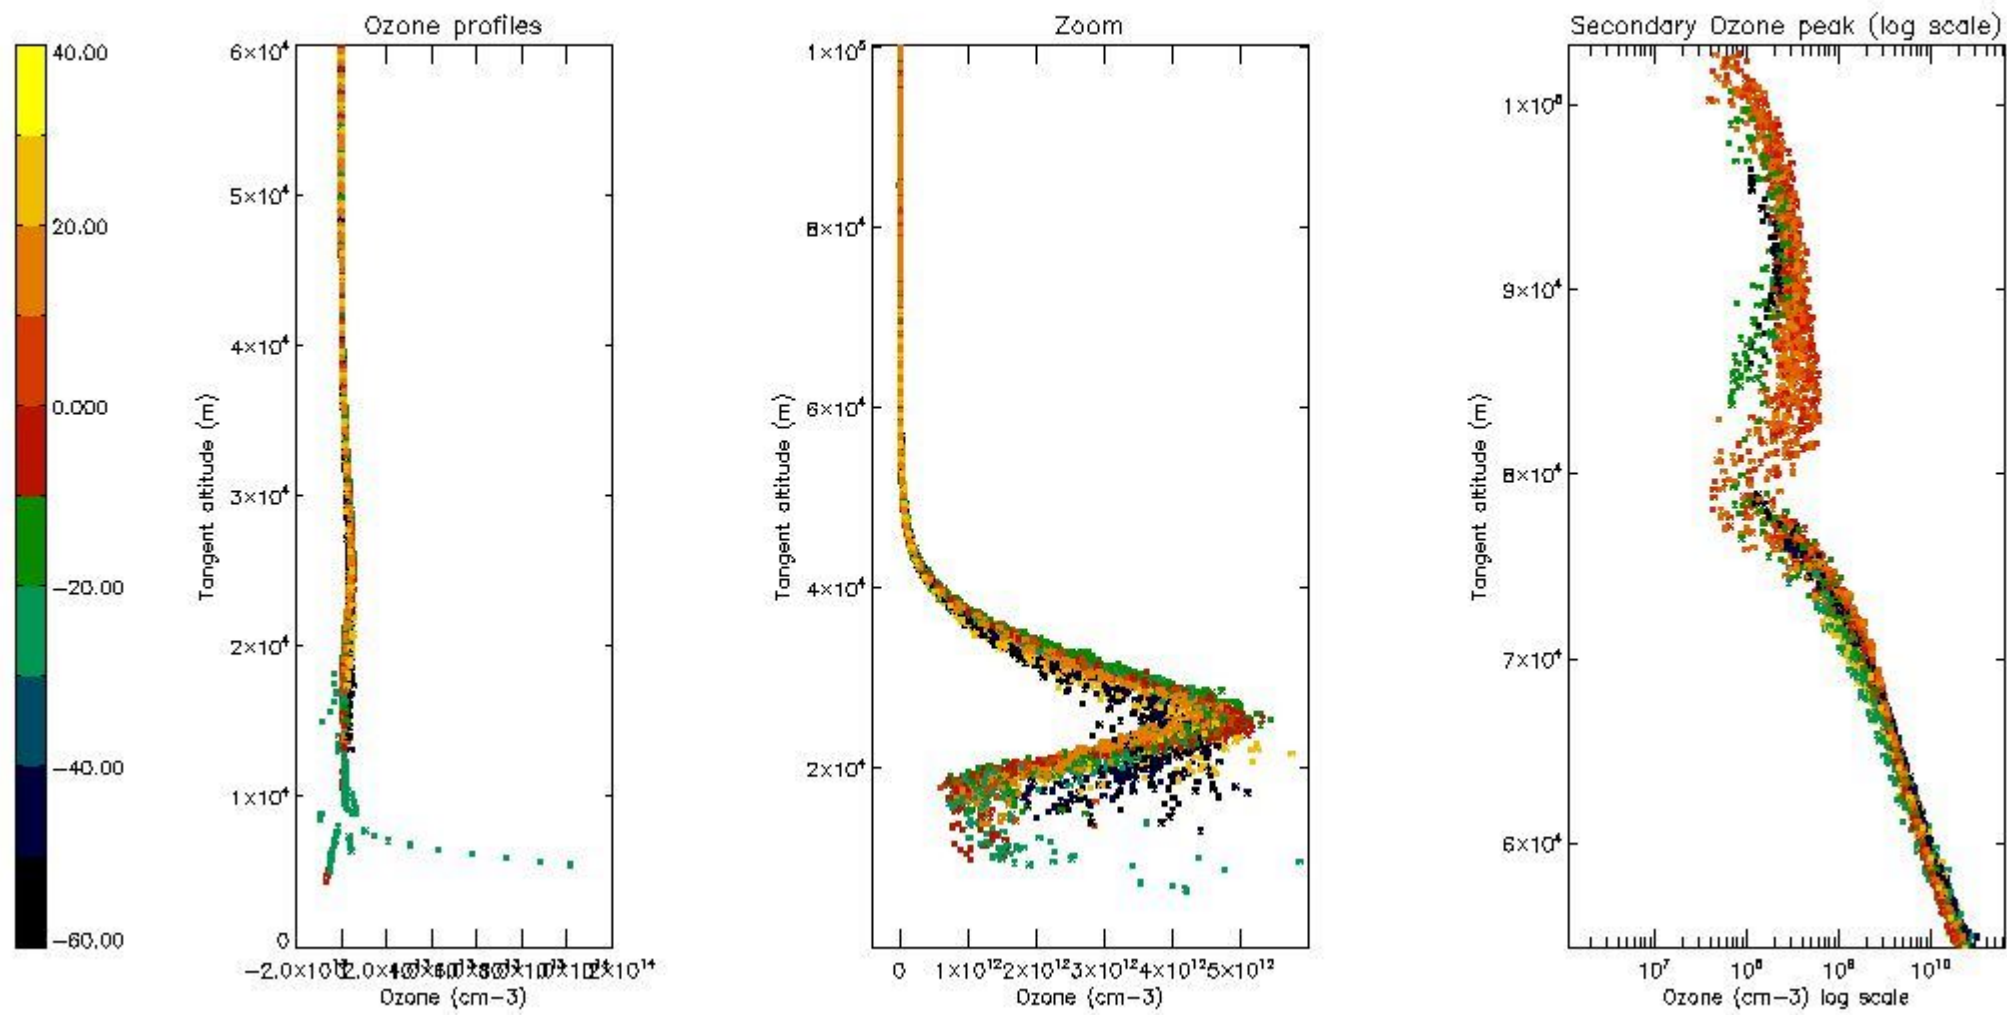 Ozone profiles
Zoom
Secondary Ozone peak (log scale)
40.00
20.00
0.000
−20.00
−40.00
−60.00
6×10⁴
5×10⁴
4×10⁴
3×10⁴
2×10⁴
1×10⁴
0
Tangent altitude (m)
Ozone (cm−3)
1×10⁵
8×10⁴
6×10⁴
4×10⁴
2×10⁴
Tangent altitude (m)
0 1×10¹² 2×10¹² 3×10¹² 4×10¹² 5×10¹²
Ozone (cm−3)
9×10⁴
8×10⁴
7×10⁴
6×10⁴
Tangent altitude (m)
10⁷ 10⁹ 10¹⁰
Ozone (cm−3) log scale